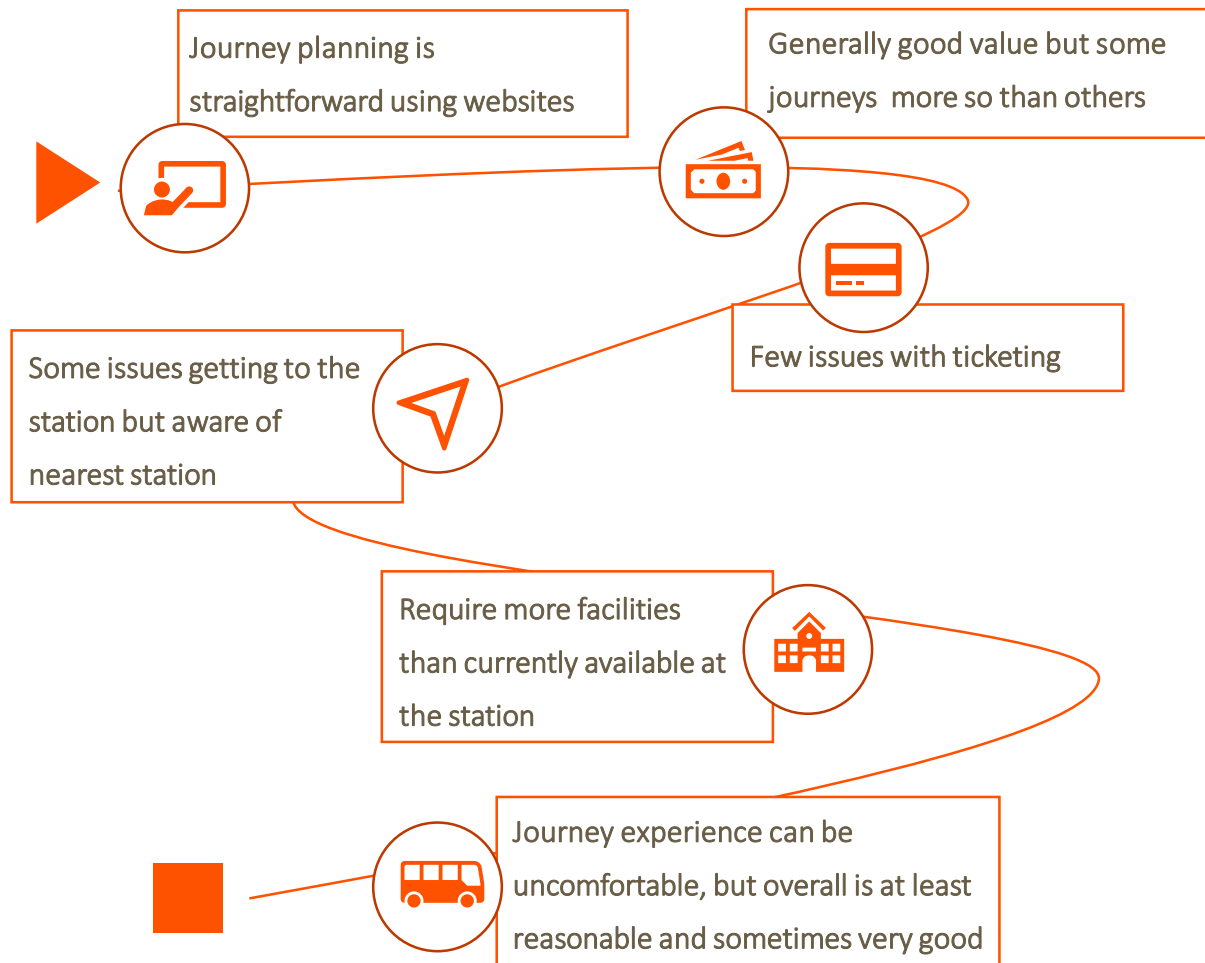 Journey planning is
straightforward using websites
Generally good value but some
journeys more so than others
Few issues with ticketing
Some issues getting to the
station but aware of
nearest station
Require more facilities
than currently available at
the station
Journey experience can be
uncomfortable, but overall is at least
reasonable and sometimes very good